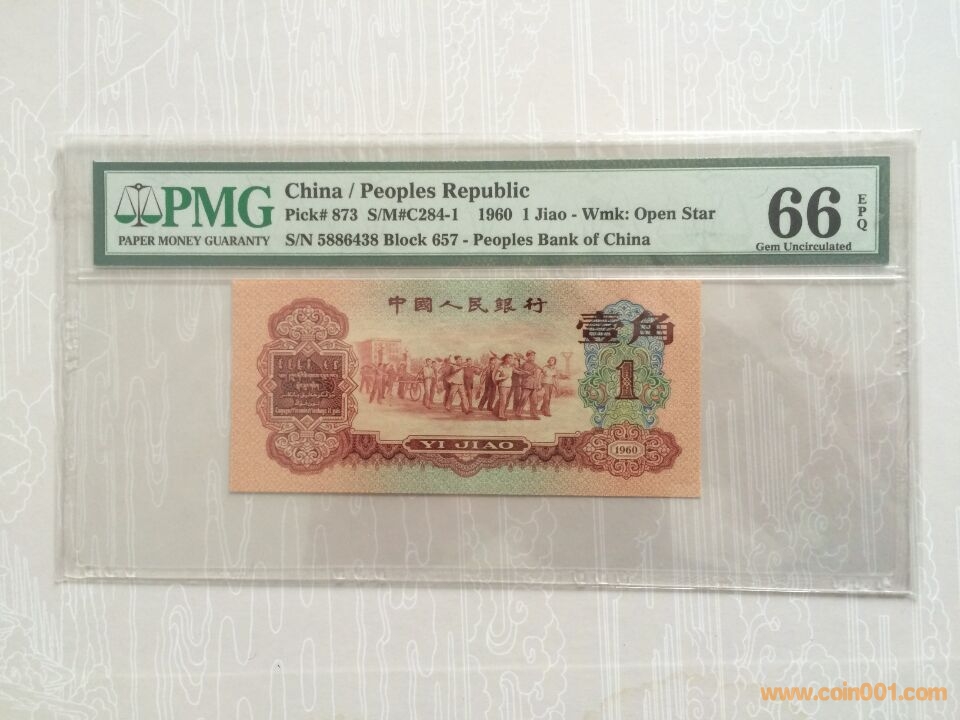 PMG
PAPER MONEY GUARANTY
China / Peoples Republic
Pick# 873 S/M#C284-1 1960 1 Jiao - Wmk: Open Star
S/N 5886438 Block 657 - Peoples Bank of China
66
EPQ
Gem Uncirculated
中國人民銀行
壹角
1
YI JIAO
1960
www.coin001.com